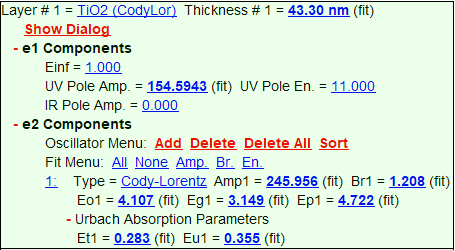 Layer # 1 = TiO2 (CodyLor) Thickness # 1 = 43.30 nm (fit)
Show Dialog
- e1 Components
Einf = 1.000
UV Pole Amp. = 154.5943 (fit) UV Pole En. = 11.000
IR Pole Amp. = 0.000
- e2 Components
Oscillator Menu: Add Delete Delete All Sort
Fit Menu: All None Amp. Br. En.
1: Type = Cody-Lorentz Amp1 = 245.956 (fit) Br1 = 1.208 (fit)
Eo1 = 4.107 (fit) Eg1 = 3.149 (fit) Ep1 = 4.722 (fit)
- Urbach Absorption Parameters
Et1 = 0.283 (fit) Eu1 = 0.355 (fit)